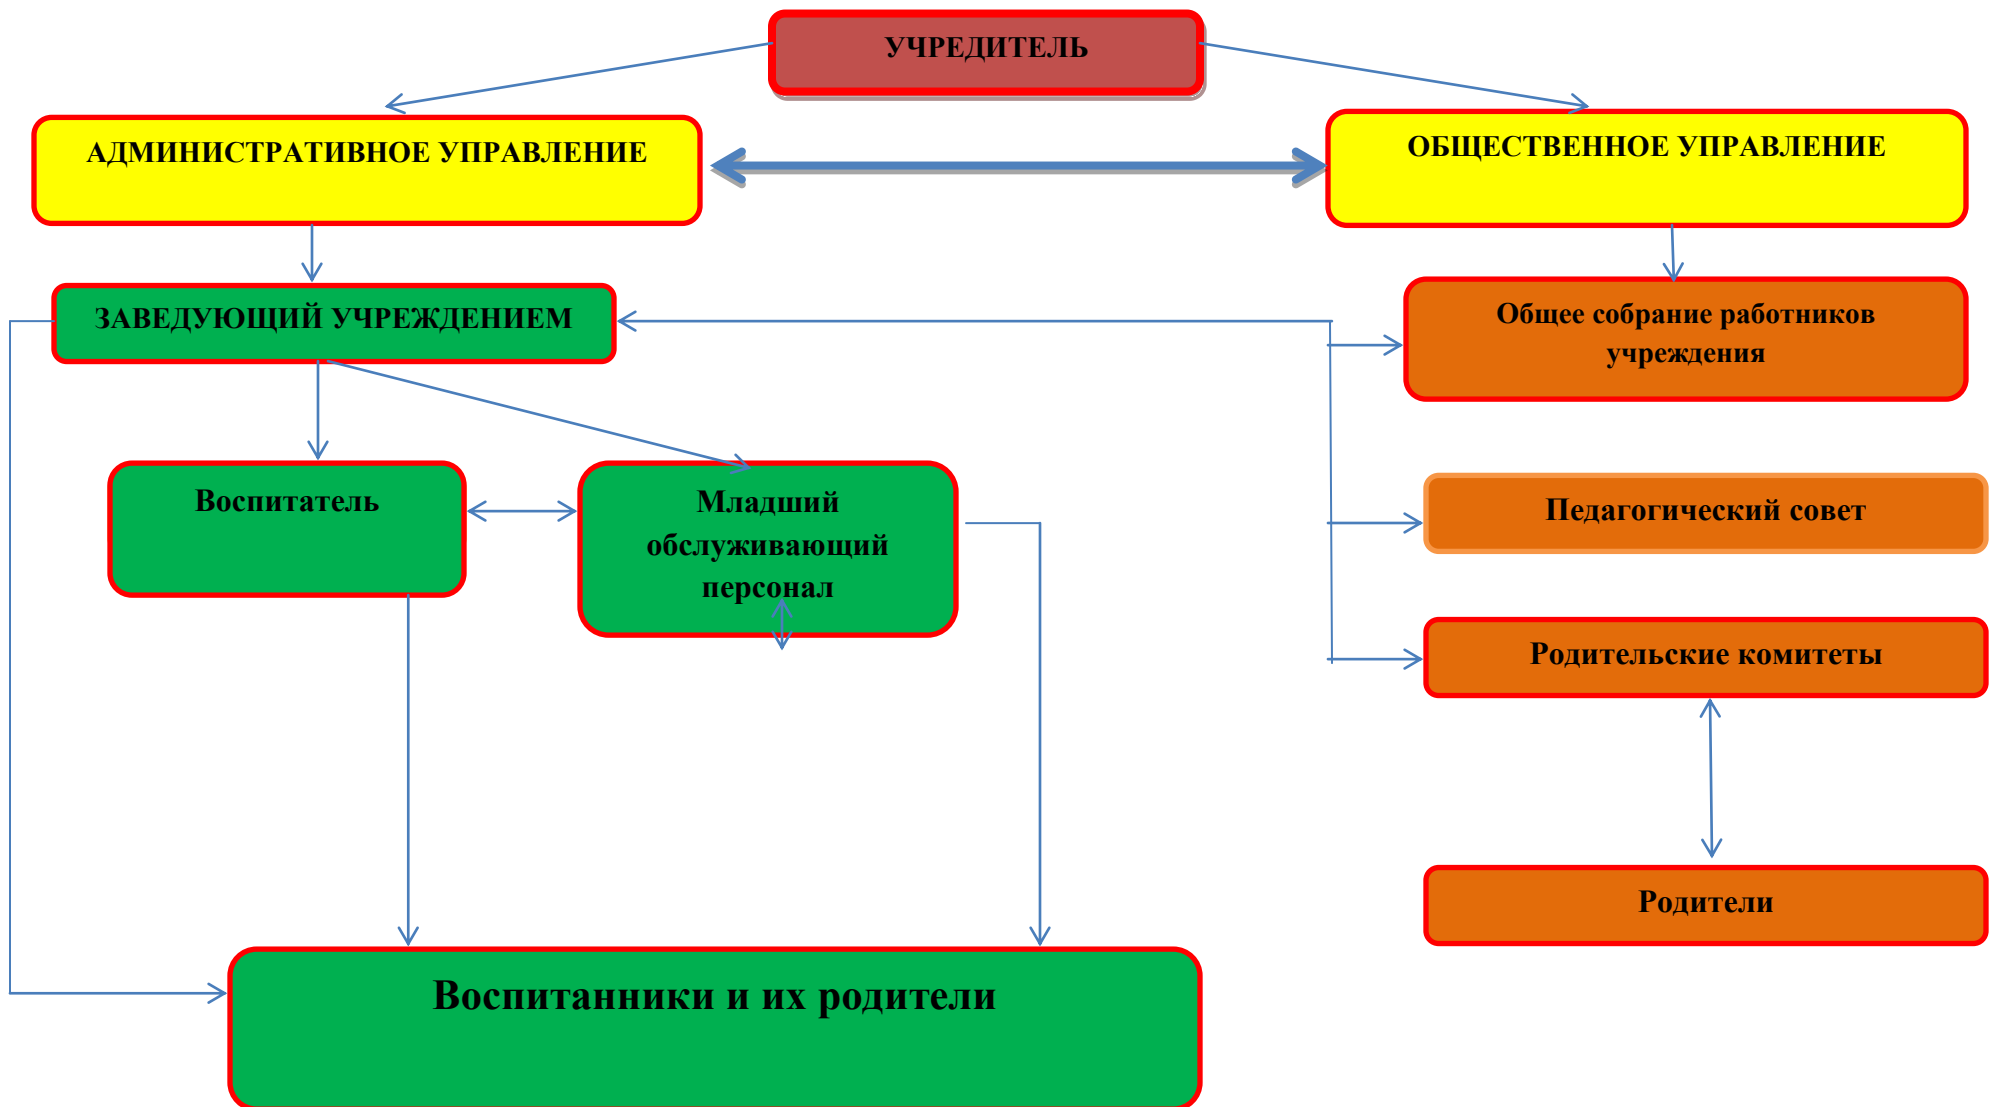 УЧРЕДИТЕЛЬ
АДМИНИСТРАТИВНОЕ УПРАВЛЕНИЕ
ОБЩЕСТВЕННОЕ УПРАВЛЕНИЕ
ЗАВЕДУЮЩИЙ УЧРЕЖДЕНИЕМ
Общее собрание работников
учреждения
Воспитатель
Младший
обслуживающий
персонал
Педагогический совет
Родительские комитеты
Родители
Воспитанники и их родители